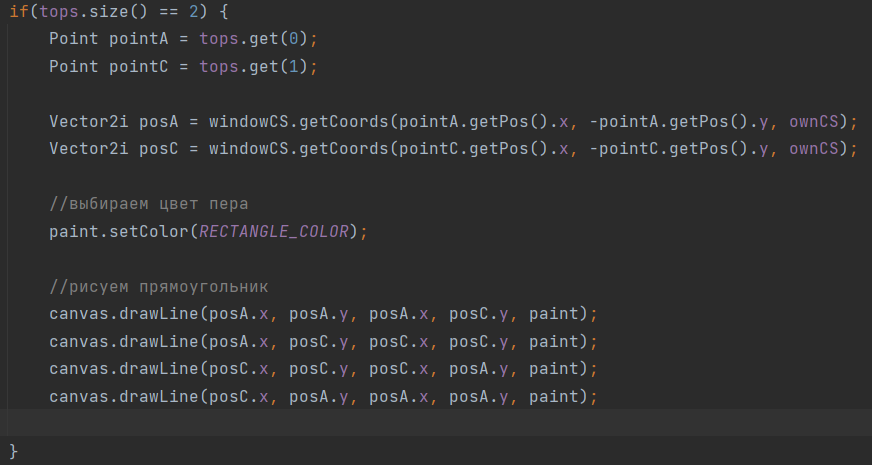 if(tops.size() == 2) {
    Point pointA = tops.get(0);
    Point pointC = tops.get(1);

    Vector2i posA = windowCS.getCoords(pointA.getPos().x, -pointA.getPos().y, ownCS);
    Vector2i posC = windowCS.getCoords(pointC.getPos().x, -pointC.getPos().y, ownCS);

    //выбираем цвет пера
    paint.setColor(RECTANGLE_COLOR);

    //рисуем прямоугольник
    canvas.drawLine(posA.x, posA.y, posA.x, posC.y, paint);
    canvas.drawLine(posA.x, posC.y, posC.x, posC.y, paint);
    canvas.drawLine(posC.x, posC.y, posC.x, posA.y, paint);
    canvas.drawLine(posC.x, posA.y, posA.x, posA.y, paint);

}